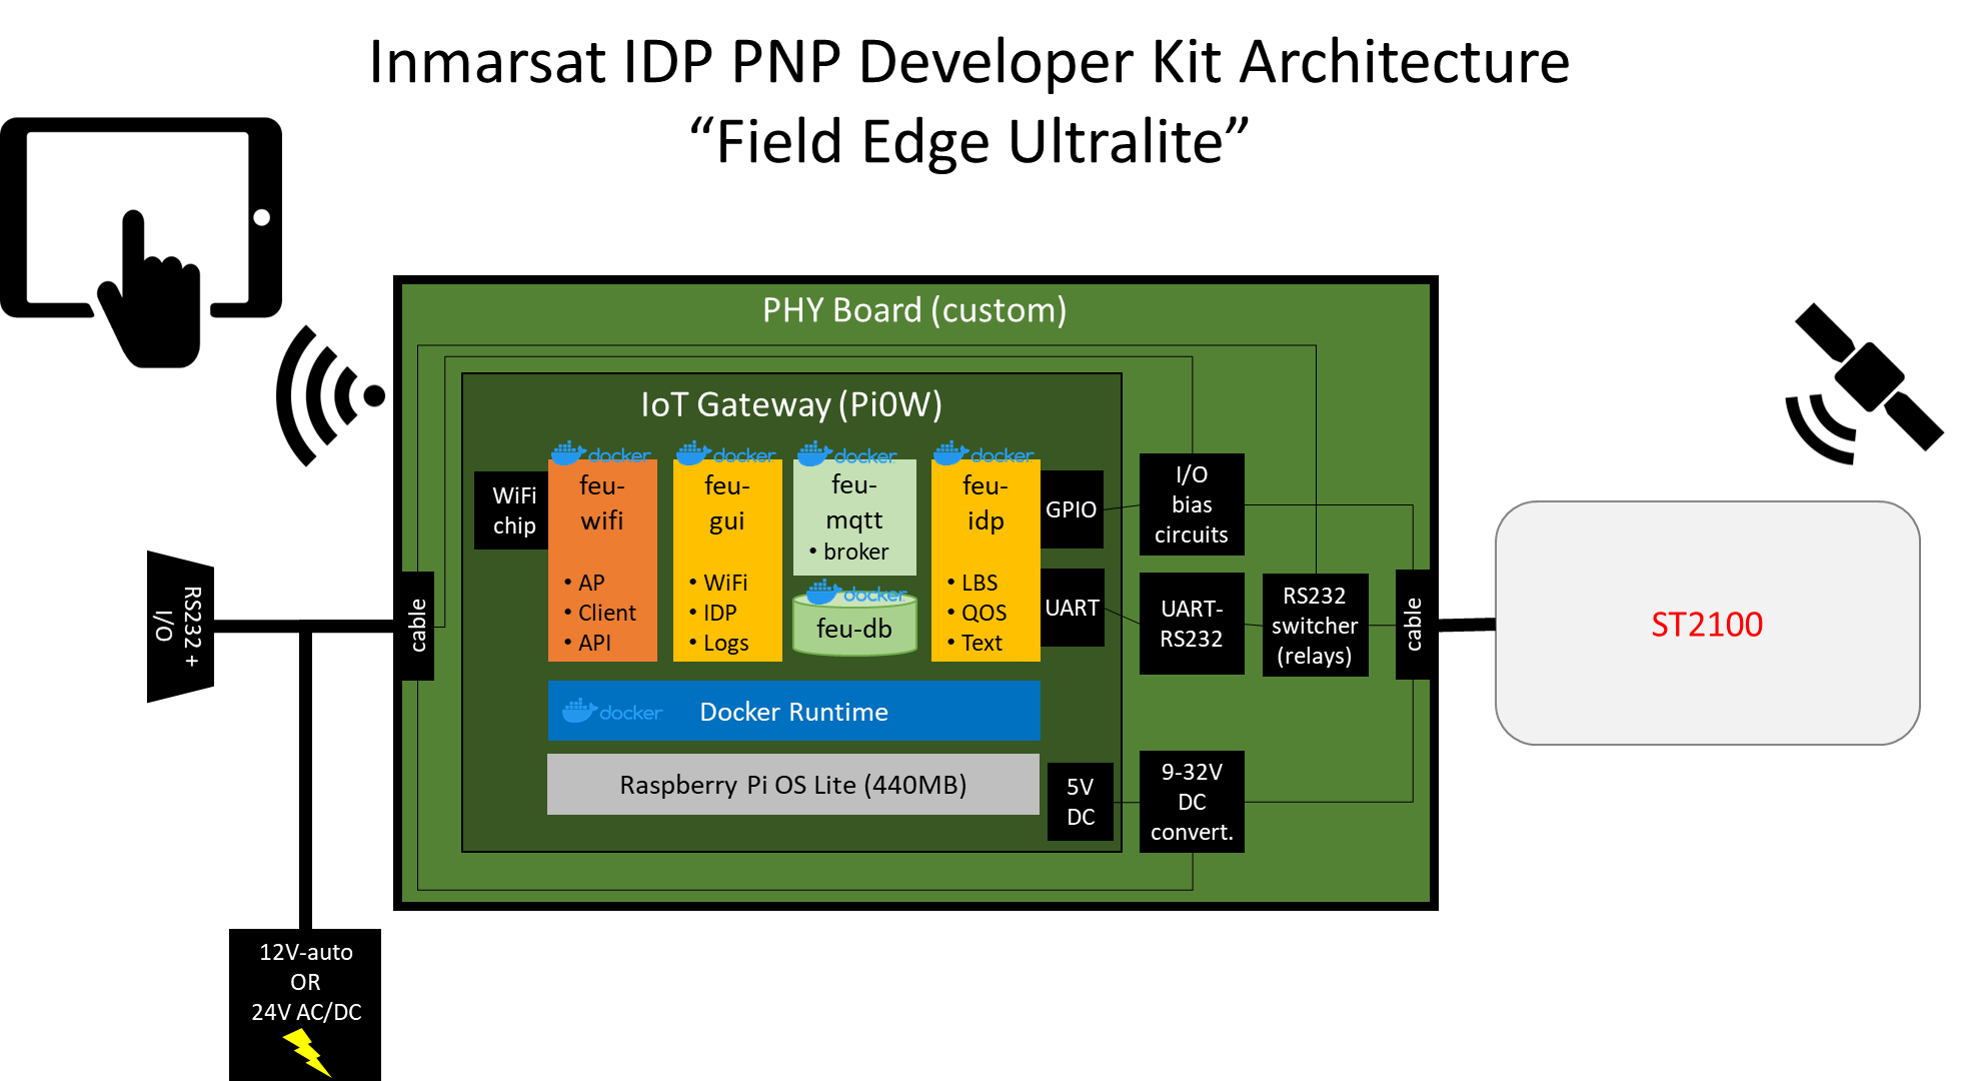 Inmarsat IDP PNP Developer Kit Architecture
“Field Edge Ultralite”
PHY Board (custom)
IoT Gateway (Pi0W)
WiFi
chip
docker
feu-
wifi
• AP
• Client
• API
docker
feu-
gui
• WiFi
• IDP
• Logs
docker
feu-
mqtt
• broker
docker
feu-db
docker
feu-
idp
• LBS
• QOS
• Text
GPIO
UART
I/O
bias
circuits
UART-
RS232
RS232
switcher
(relays)
cable
cable
RS232 +
I/O
ST2100
docker
Docker Runtime
Raspberry Pi OS Lite (440MB)
5V
DC
9-32V
DC
convert.
12V-auto
OR
24V AC/DC